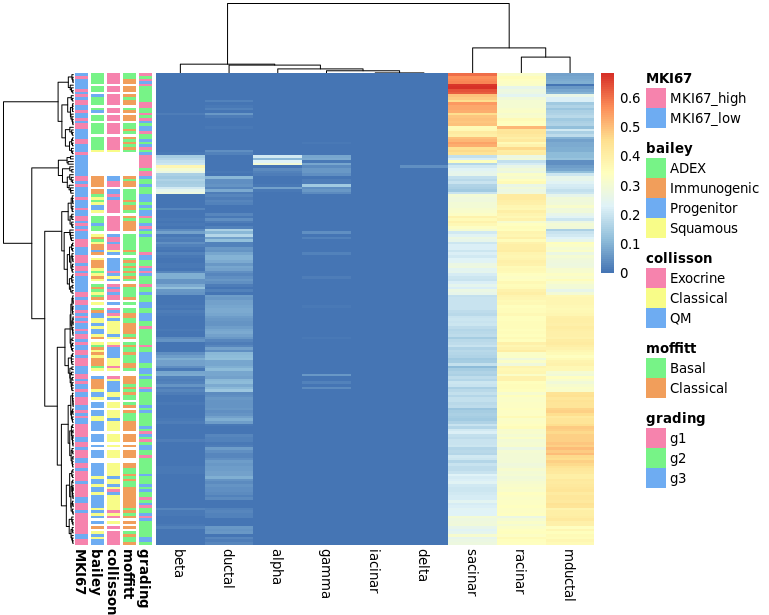 MKI67
MKI67_high
MKI67_low
bailey
ADEX
Immunogenic
Progenitor
Squamous
collisson
Exocrine
Classical
QM
moffitt
Basal
Classical
grading
g1
g2
g3
0.6
0.5
0.4
0.3
0.2
0.1
0
MKI67
bailey
collisson
moffitt
grading
beta
ductal
alpha
gamma
iacinar
delta
sacinar
racinar
mductal